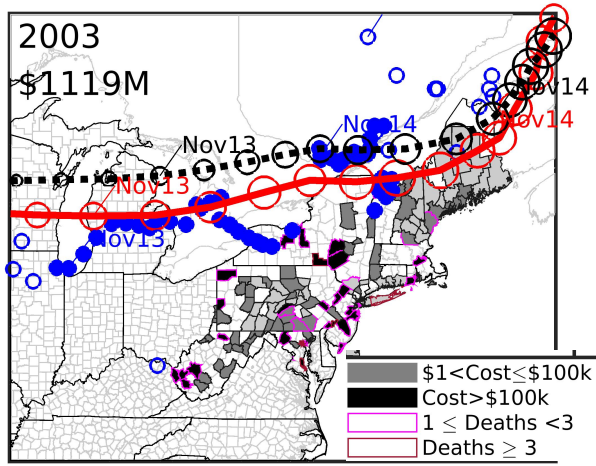 2003
$1119M
Nov14
Nov14
Nov13
Nov14
Nov13
Nov13
$1<Cost≤$100k
Cost>$100k
1 ≤ Deaths <3
Deaths ≥ 3